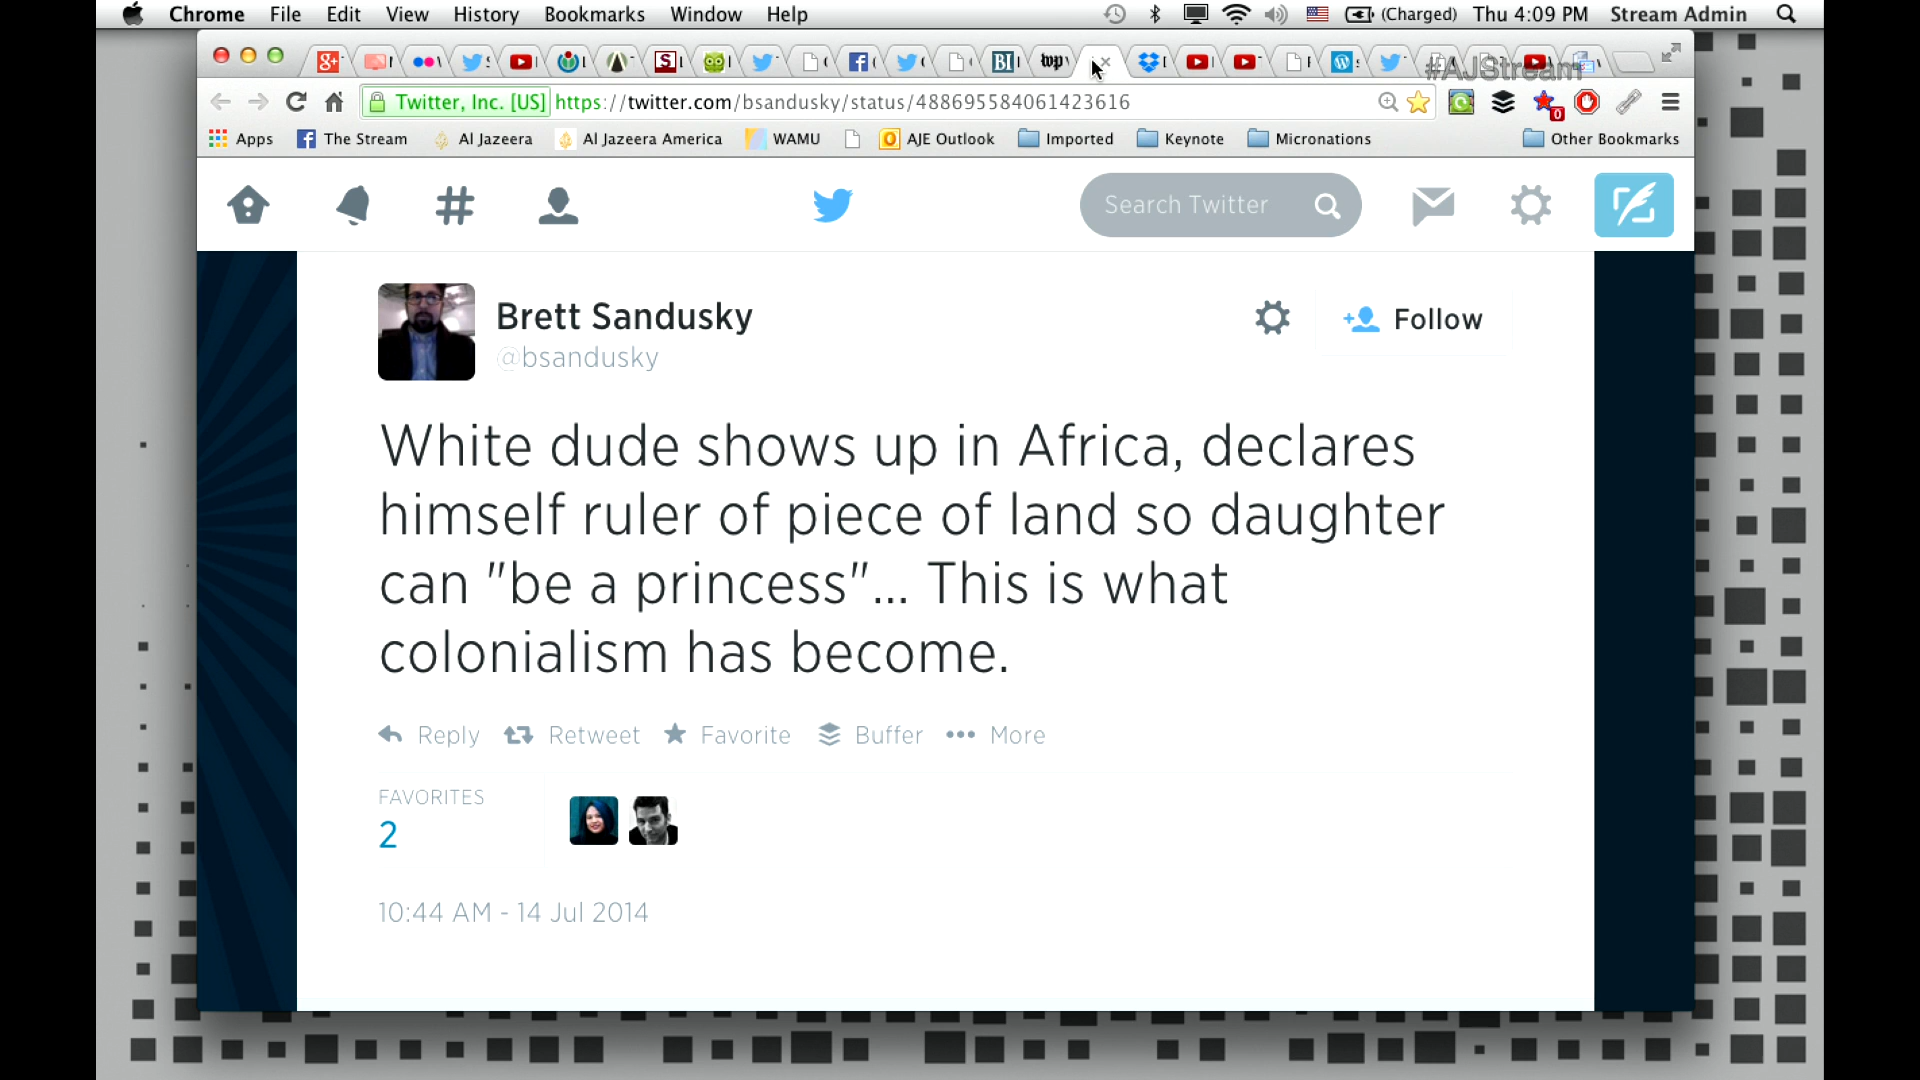 Chrome File Edit View History Bookmarks Window Help (Charged) Thu 4:09 PM Stream Admin
#AJStream
Twitter, Inc. [US] https://twitter.com/bsandusky/status/488695584061423616
Apps The Stream Al Jazeera Al Jazeera America WAMU AJE Outlook Imported Keynote Micronations Other Bookmarks
Search Twitter
Brett Sandusky
@bsandusky
Follow
White dude shows up in Africa, declares
himself ruler of piece of land so daughter
can "be a princess"... This is what
colonialism has become.
Reply Retweet Favorite Buffer More
FAVORITES
2
10:44 AM - 14 Jul 2014